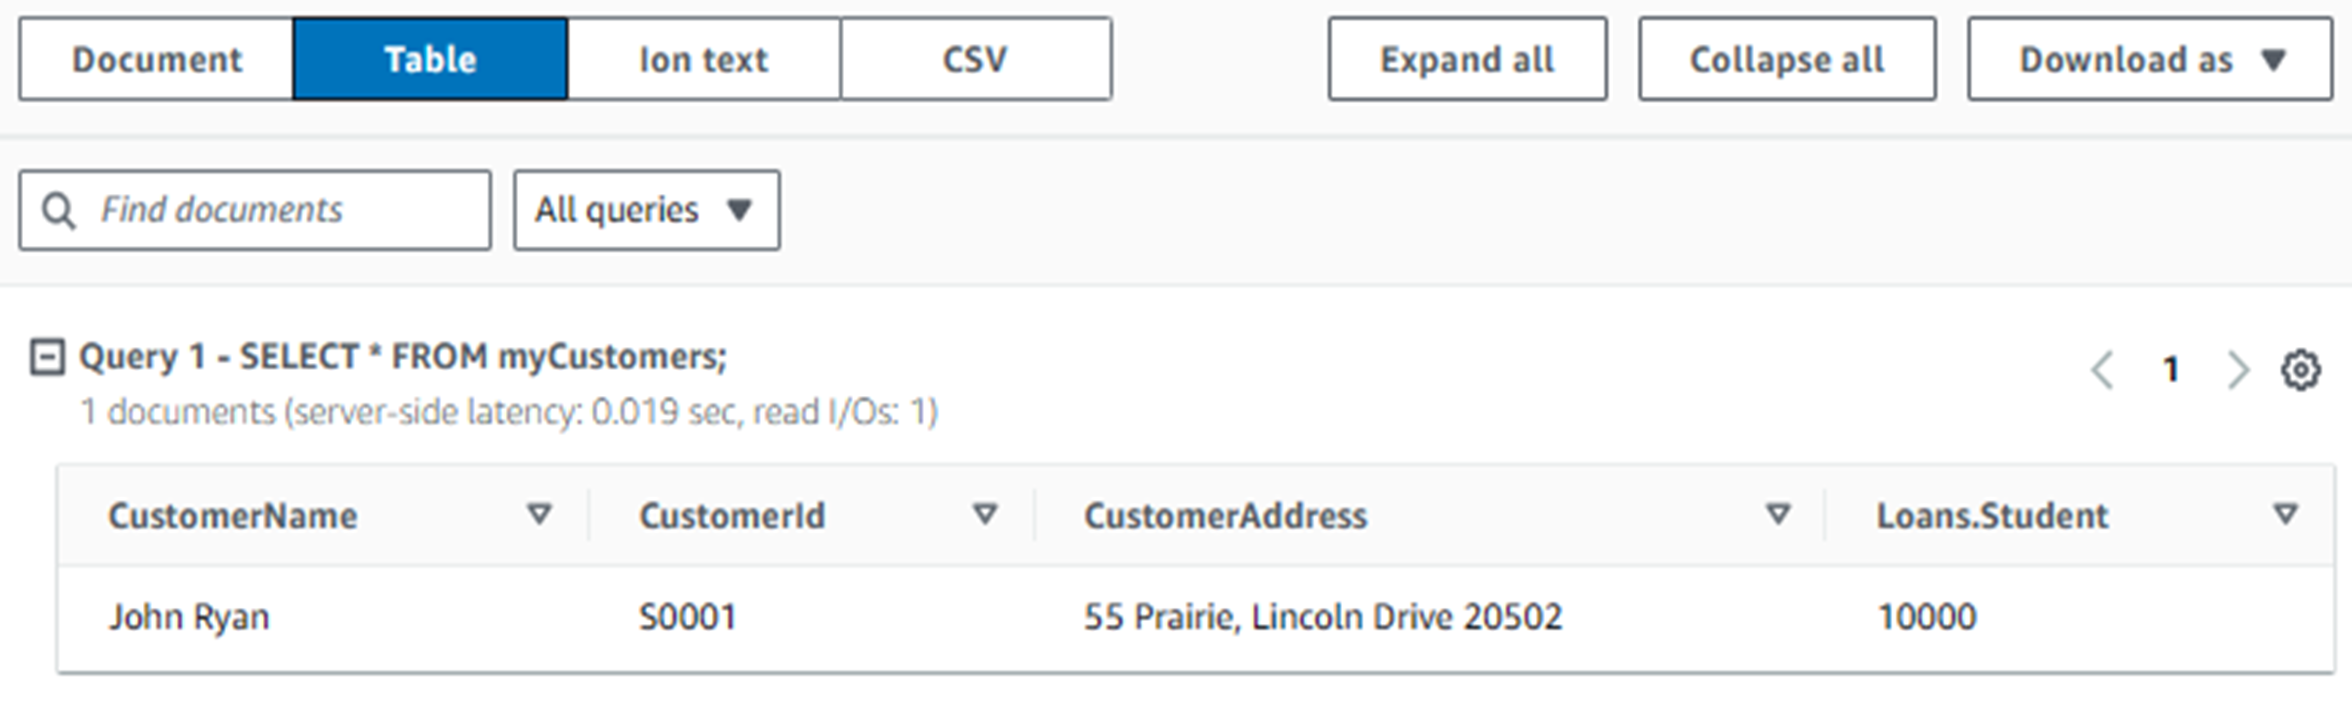 Document Table Ion text CSV Expand all Collapse all Download as
Find documents All queries
Query 1 - SELECT * FROM myCustomers; 1
1 documents (server-side latency: 0.019 sec, read I/Os: 1)
CustomerName CustomerId CustomerAddress Loans.Student
John Ryan S0001 55 Prairie, Lincoln Drive 20502 10000